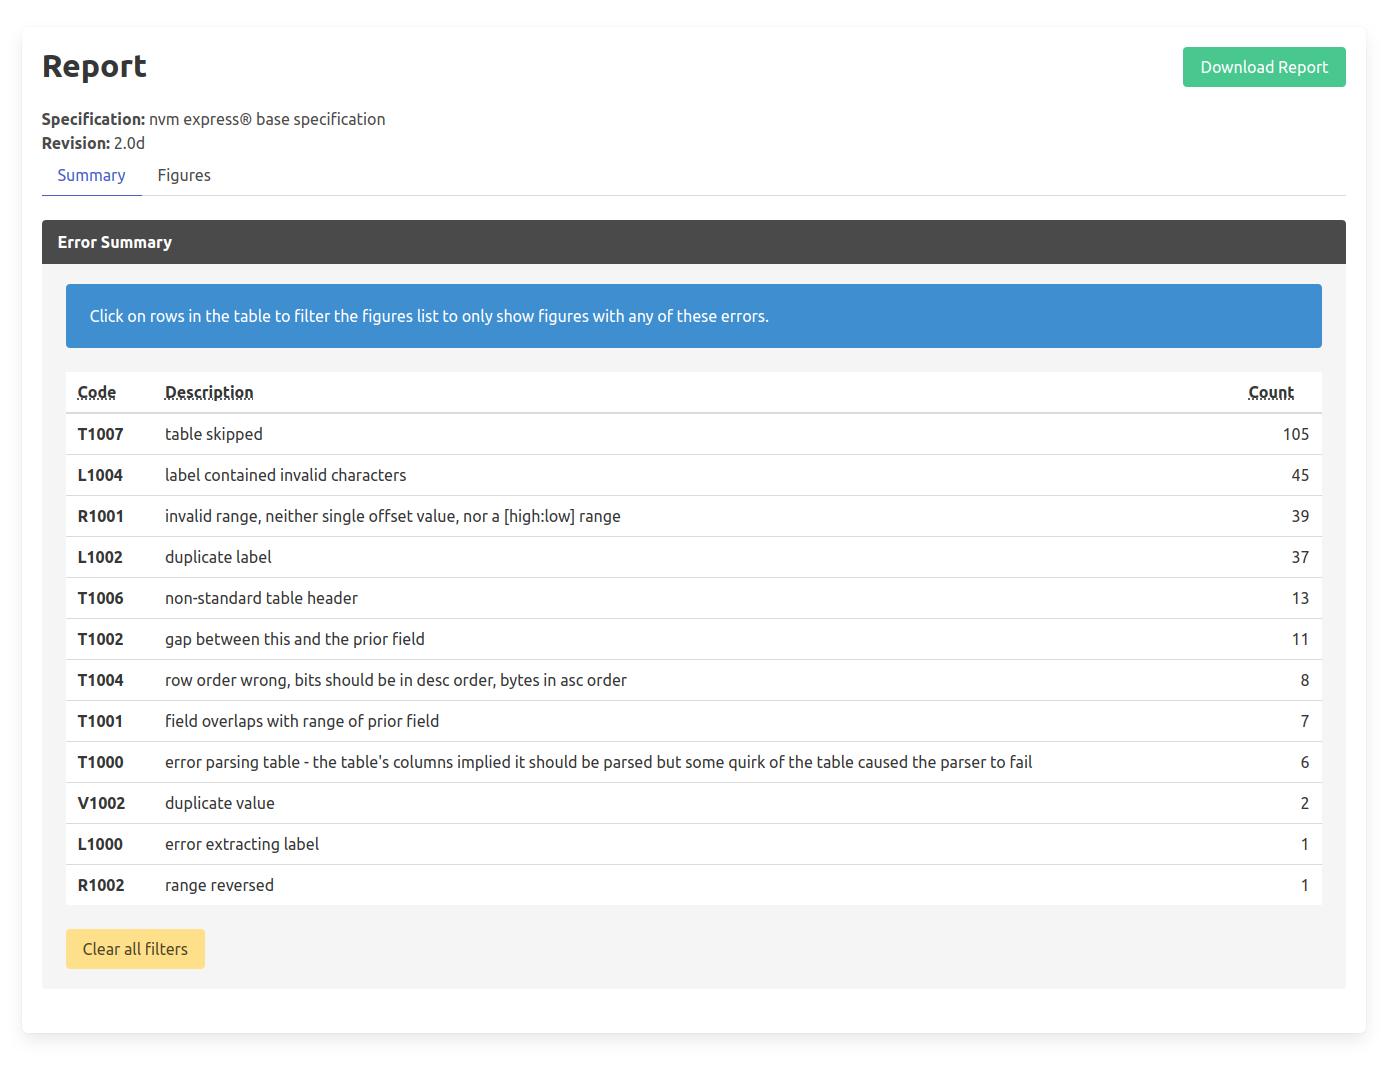 Report
Download Report
Specification: nvm express® base specification
Revision: 2.0d
Summary Figures
Error Summary
Click on rows in the table to filter the figures list to only show figures with any of these errors.
Code Description Count
T1007 table skipped 105
L1004 label contained invalid characters 45
R1001 invalid range, neither single offset value, nor a [high:low] range 39
L1002 duplicate label 37
T1006 non-standard table header 13
T1002 gap between this and the prior field 11
T1004 row order wrong, bits should be in desc order, bytes in asc order 8
T1001 field overlaps with range of prior field 7
T1000 error parsing table - the table's columns implied it should be parsed but some quirk of the table caused the parser to fail 6
V1002 duplicate value 2
L1000 error extracting label 1
R1002 range reversed 1
Clear all filters